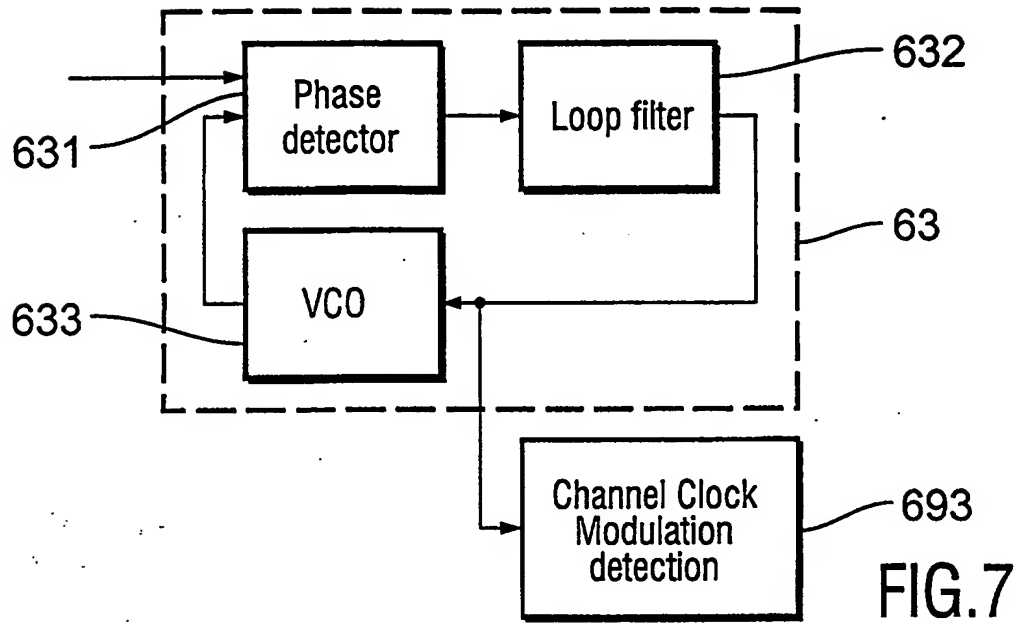 632
Phase
detector
Loop filter
631
63
VCO
633
Channel Clock
Modulation
detection
693
FIG.7